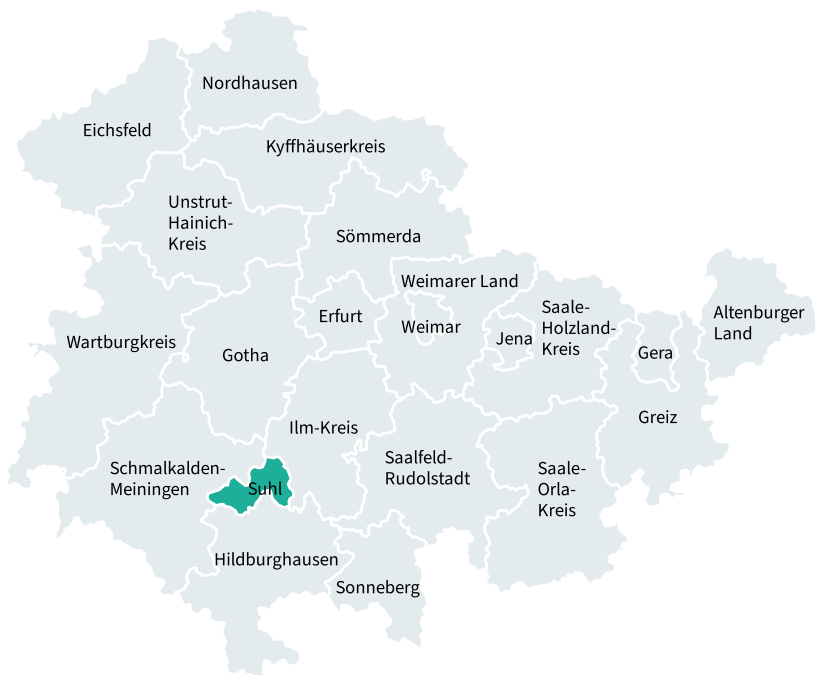 Nordhausen
Eichsfeld
Kyffhäuserkreis
Unstrut-
Hainich-
Kreis
Sömmerda
Weimarer Land
Saale-
Holzland-
Kreis
Altenburger
Land
Erfurt
Weimar
Jena
Wartburgkreis
Gotha
Gera
Greiz
Ilm-Kreis
Schmalkalden-
Meiningen
Suhl
Saalfeld-
Rudolstadt
Saale-
Orla-
Kreis
Hildburghausen
Sonneberg